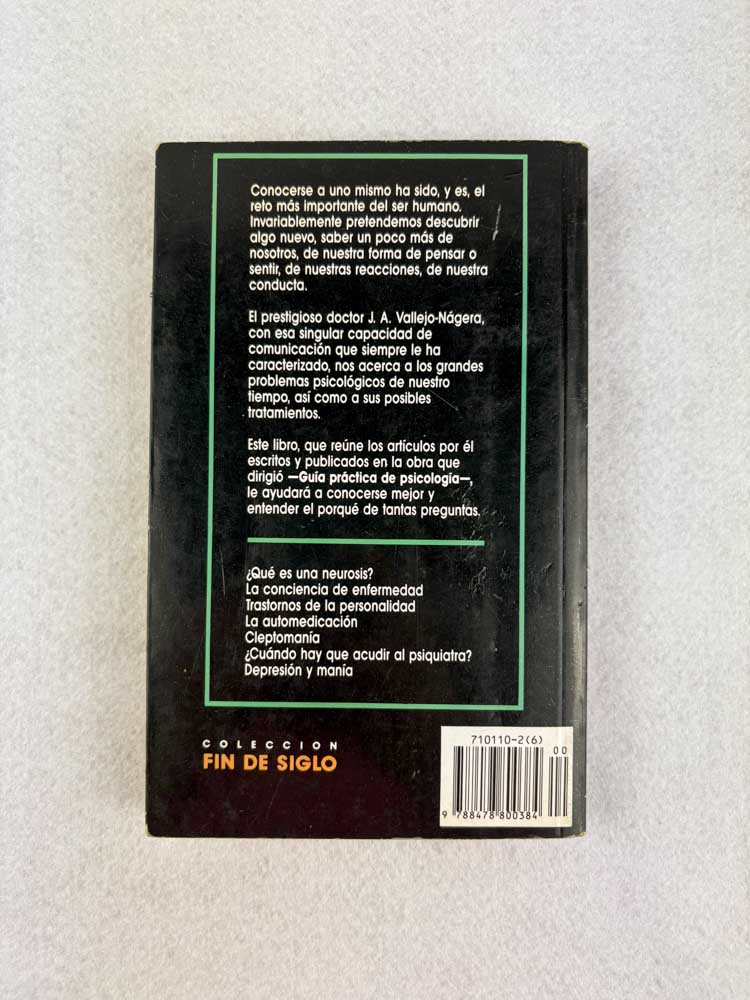 Conocerse a uno mismo ha sido, y es, el
reto más importante del ser humano.
Invariablemente pretendemos descubrir
algo nuevo, saber un poco más de
nosotros, de nuestra forma de pensar o
sentir, de nuestras reacciones, de nuestra
conducta.
El prestigioso doctor J. A. Vallejo-Nágera,
con esa singular capacidad de
comunicación que siempre le ha
caracterizado, nos acerca a los grandes
problemas psicológicos de nuestro
tiempo, así como a sus posibles
tratamientos.
Este libro, que reúne los artículos por él
escritos y publicados en la obra que
dirigió —Guía práctica de psicología—,
le ayudará a conocerse mejor y
entender el porqué de tantas preguntas.
¿Qué es una neurosis?
La conciencia de enfermedad
Trastornos de la personalidad
La automedicación
Cleptomanía
¿Cuándo hay que acudir al psiquiatra?
Depresión y manía
COLECCION
FIN DE SIGLO
710110-2(6)
00
9 788478 800384